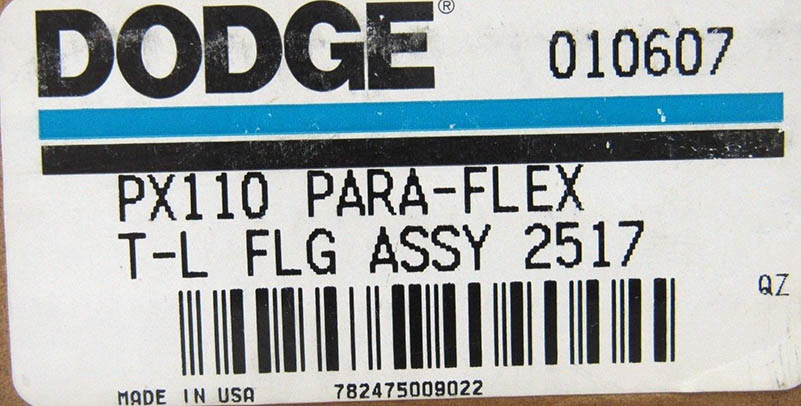 DODGE® 010607
PX110 PARA-FLEX
T-L FLG ASSY 2517
QZ
MADE IN USA 782475009022